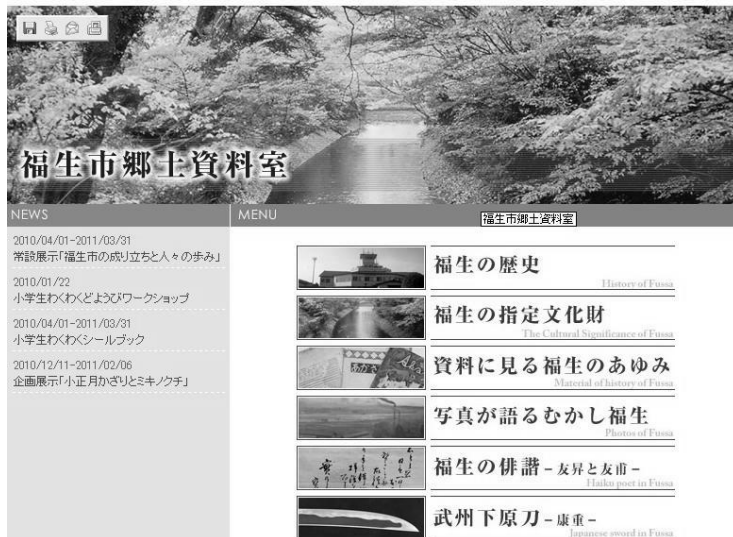 福生市郷土資料室
NEWS
2010/04/01-2011/03/31
常設展示「福生市の成り立ちと人々の歩み」
2010/01/22
小学生わくわくどようびワークショップ
2010/04/01-2011/03/31
小学生わくわくシールブック
2010/12/11-2011/02/06
企画展示「小正月かざりとミキノクチ」
MENU
福生市郷土資料室
福生の歴史
History of Fussa
福生の指定文化財
The Cultural Significance of Fussa
資料に見る福生のあゆみ
Material of history of Fussa
写真が語るむかし福生
Photos of Fussa
福生の俳諧 - 友昇と友甫 -
Haiku poet in Fussa
武州下原刀 - 康重 -
Japanese sword in Fussa